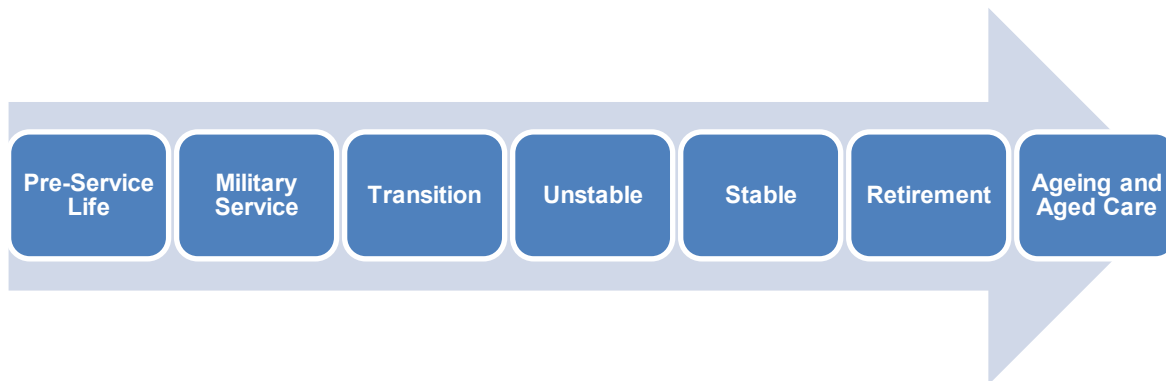 Pre-Service
Life
Military
Service
Transition
Unstable
Stable
Retirement
Ageing and
Aged Care